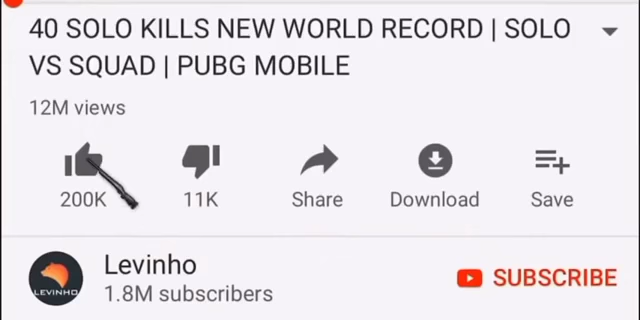 40 SOLO KILLS NEW WORLD RECORD | SOLO
VS SQUAD | PUBG MOBILE
12M views
200K
11K
Share
Download
Save
LEVINHO
Levinho
1.8M subscribers
SUBSCRIBE